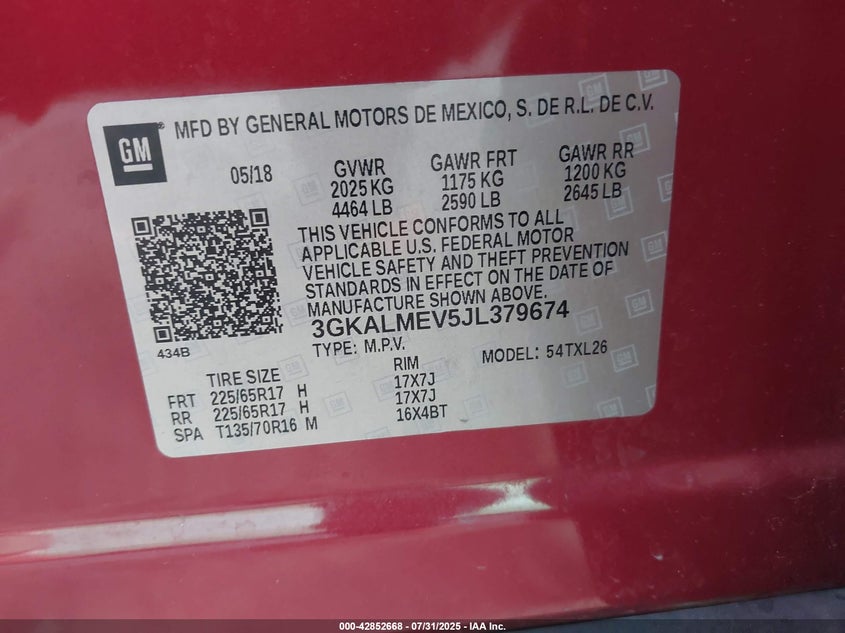 GM
MFD BY GENERAL MOTORS DE MEXICO, S. DE R.L. DE C.V.
05/18 GVWR GAWR FRT GAWR RR
2025 KG 1175 KG 1200 KG
4464 LB 2590 LB 2645 LB
THIS VEHICLE CONFORMS TO ALL
APPLICABLE U.S. FEDERAL MOTOR
VEHICLE SAFETY AND THEFT PREVENTION
STANDARDS IN EFFECT ON THE DATE OF
MANUFACTURE SHOWN ABOVE.
3GKALMEV5JL379674
434B
TYPE: M.P.V. MODEL: 54TXL26
TIRE SIZE RIM
FRT 225/65R17 H 17X7J
RR 225/65R17 H 17X7J
SPA T135/70R16 M 16X4BT
000-42852668 - 07/31/2025 - IAA Inc.